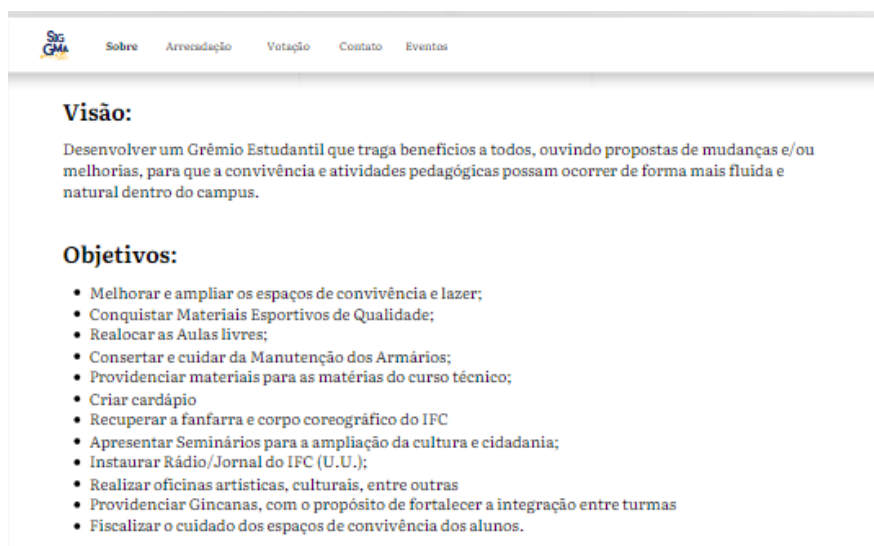 SIG
GMA
Sobre Arrecadação Votação Contato Eventos
Visão:
Desenvolver um Grêmio Estudantil que traga benefícios a todos, ouvindo propostas de mudanças e/ou
melhorias, para que a convivência e atividades pedagógicas possam ocorrer de forma mais fluida e
natural dentro do campus.
Objetivos:
• Melhorar e ampliar os espaços de convivência e lazer;
• Conquistar Materiais Esportivos de Qualidade;
• Realocar as Aulas livres;
• Consertar e cuidar da Manutenção dos Armários;
• Providenciar materiais para as matérias do curso técnico;
• Criar cardápio
• Recuperar a fanfarra e corpo coreográfico do IFC
• Apresentar Seminários para a ampliação da cultura e cidadania;
• Instaurar Rádio/Jornal do IFC (U.U.);
• Realizar oficinas artísticas, culturais, entre outras
• Providenciar Gincanas, com o propósito de fortalecer a integração entre turmas
• Fiscalizar o cuidado dos espaços de convivência dos alunos.